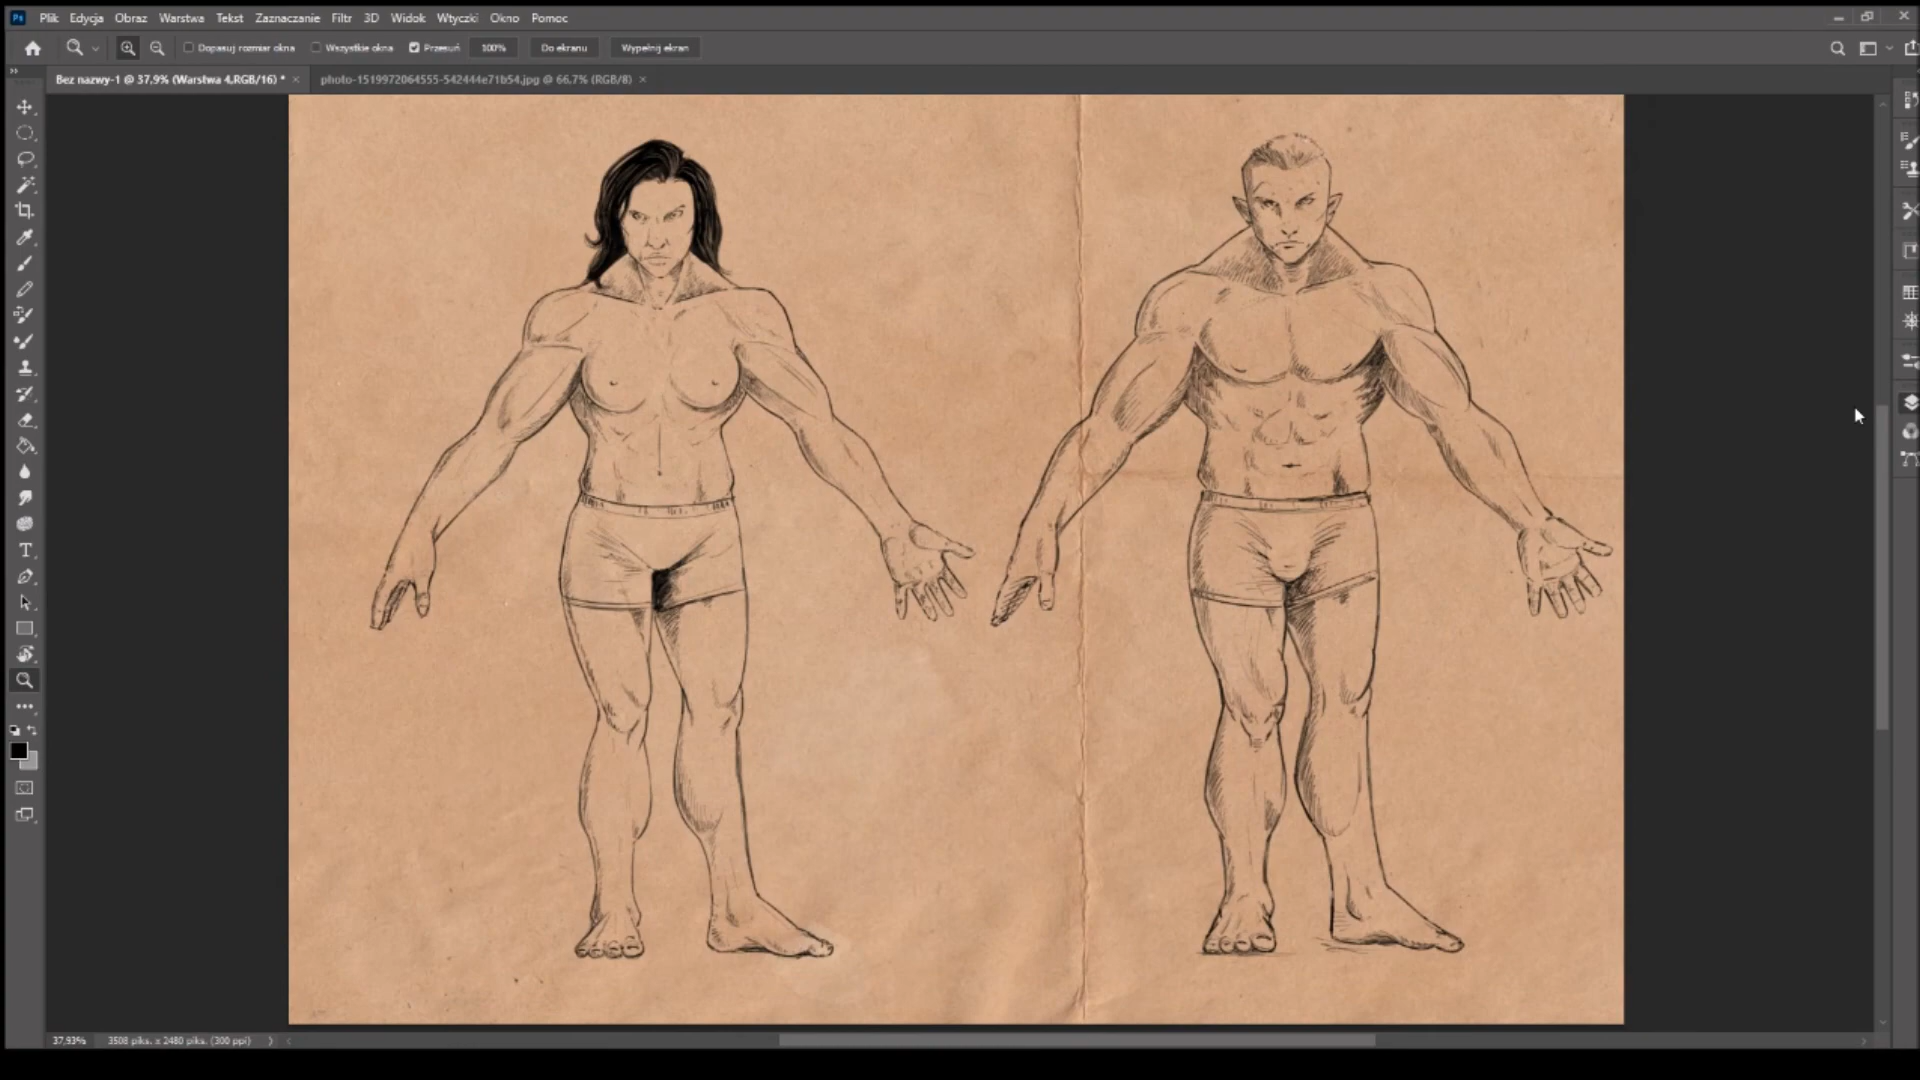 Ps Plik Edycja Obraz Warstwa Tekst Zaznaczanie Filtr 3D Widok Wtyczki Okno Pomoc
Dopasuj rozmiar okna Wszystkie okna Przesuń 100% Do ekranu Wypełnij ekran
Bez nazwy-1 @ 37,9% (Warstwa 4,RGB/16) * × photo-1519972064555-542444e71b54.jpg @ 66,7% (RGB/8) ×
37,93% 3508 piks. x 2480 piks. (300 ppi)